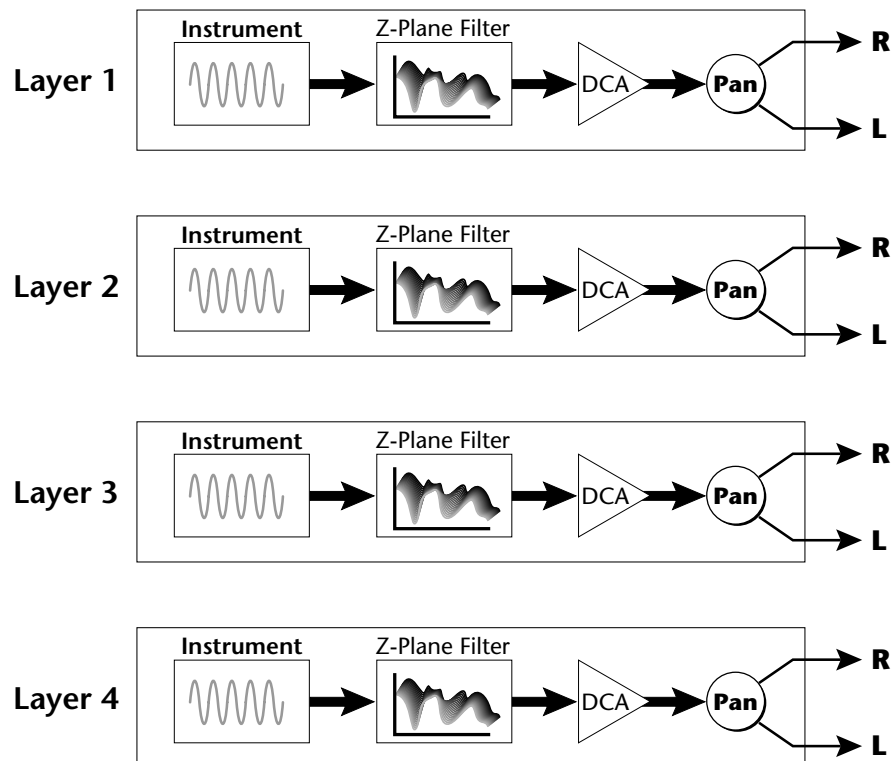 Instrument Z-Plane Filter R
Layer 1 DCA Pan
L
Instrument Z-Plane Filter R
Layer 2 DCA Pan
L
Instrument Z-Plane Filter R
Layer 3 DCA Pan
L
Instrument Z-Plane Filter R
Layer 4 DCA Pan
L